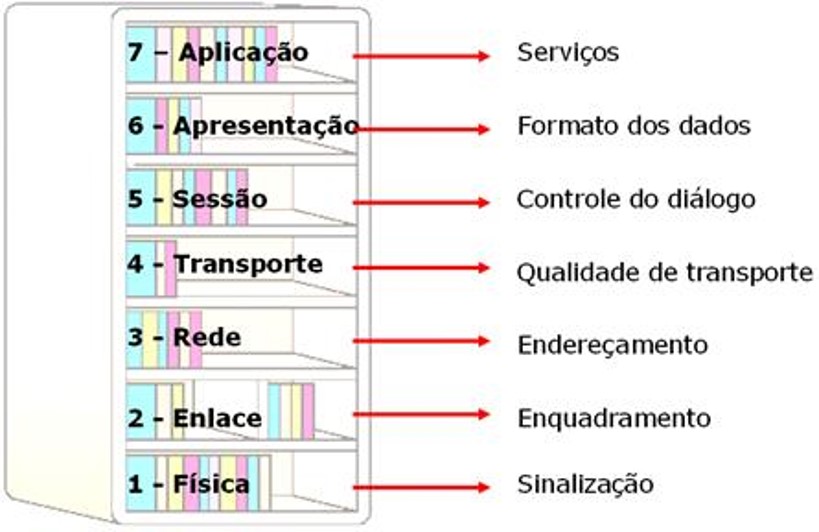 7 – Aplicação Serviços
6 - Apresentação Formato dos dados
5 - Sessão Controle do diálogo
4 - Transporte Qualidade de transporte
3 - Rede Endereçamento
2 - Enlace Enquadramento
1 - Física Sinalização